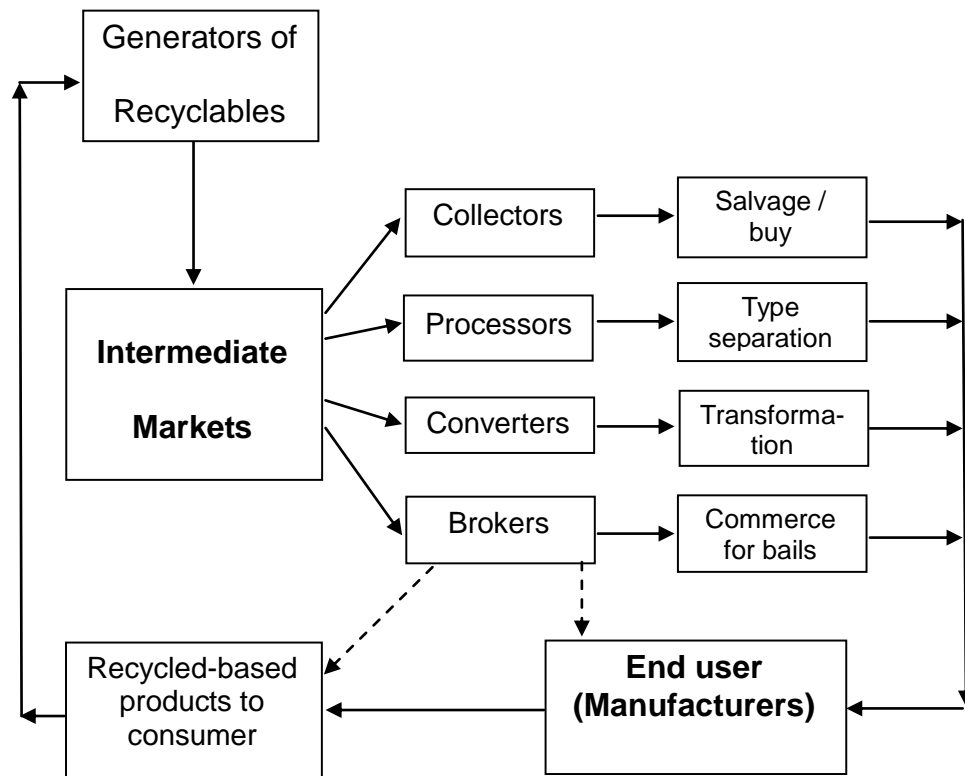 Generators of
Recyclables
Collectors
Salvage /
buy
Intermediate
Markets
Processors
Type
separation
Converters
Transforma-
tion
Brokers
Commerce
for bails
Recycled-based
products to
consumer
End user
(Manufacturers)